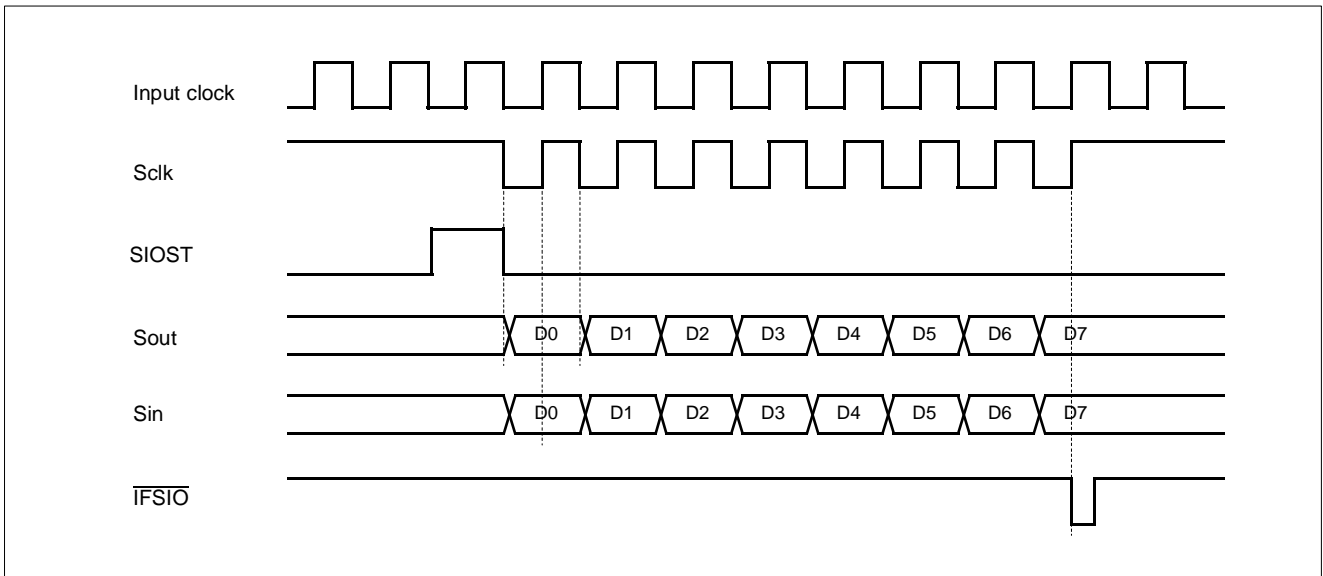 Input clock
Sclk
SIOST
Sout D0 D1 D2 D3 D4 D5 D6 D7
Sin D0 D1 D2 D3 D4 D5 D6 D7
IFSIO